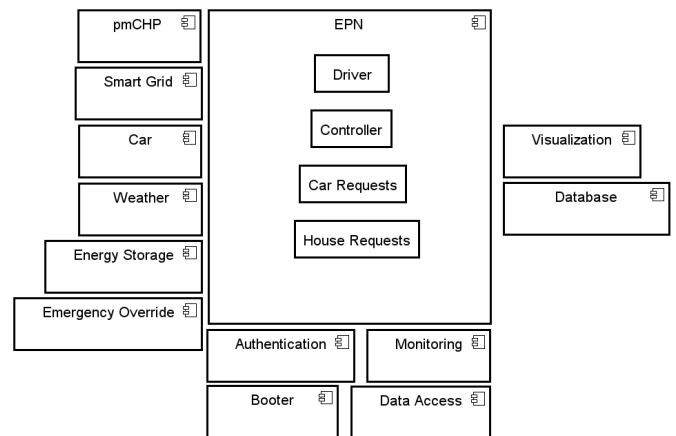 pmCHP
Smart Grid
Car
Weather
Energy Storage
Emergency Override
EPN
Driver
Controller
Car Requests
House Requests
Visualization
Database
Authentication
Monitoring
Booter
Data Access